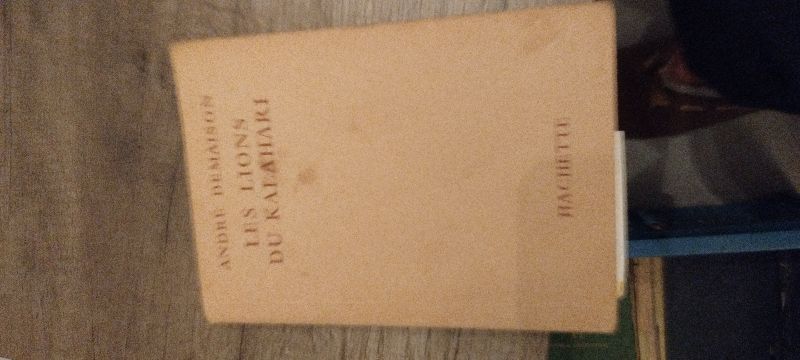 ANDRÉ DEMAISON
LES LIONS
DU KALAHARI
HACHETTE